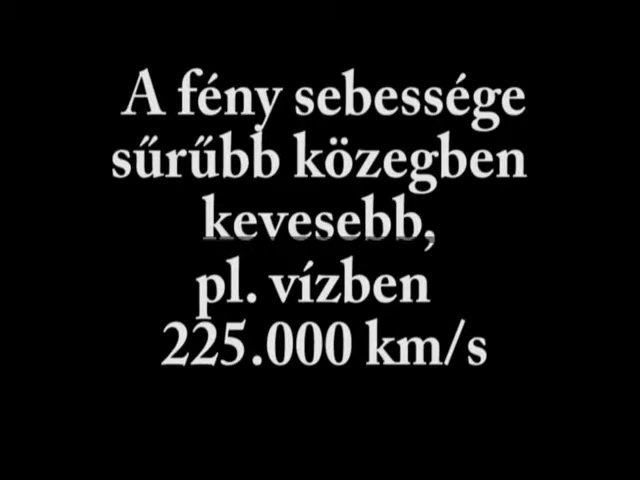 A fény sebessége
sűrűbb közegben
kevesebb,
pl. vízben
225.000 km/s